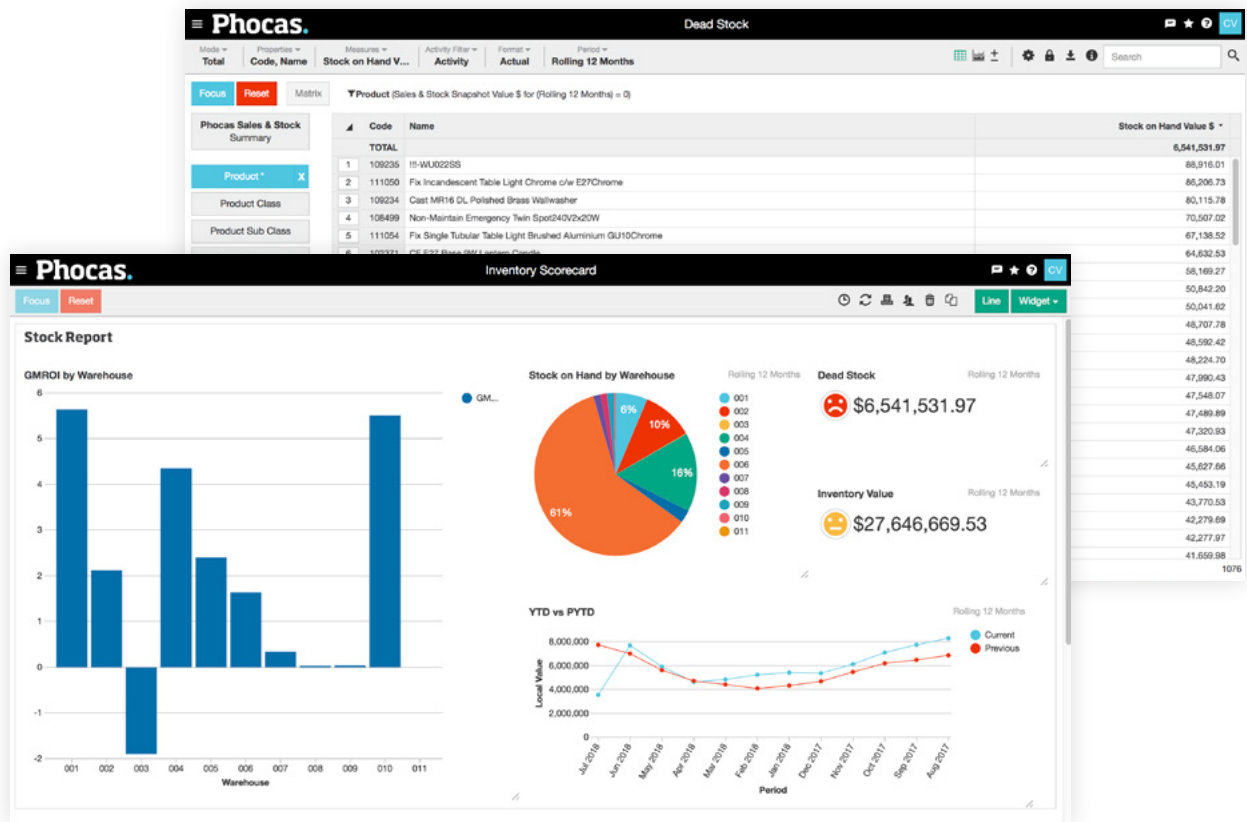 Phocas.
Dead Stock
CV
Mode
Total
Properties
Code, Name
Measures
Stock on Hand V...
Activity Filter
Activity
Format
Actual
Period
Rolling 12 Months
Search
Focus
Reset
Matrix
Product (Sales & Stock Snapshot Value $ for (Rolling 12 Months) = 0)
Phocas Sales & Stock
Summary
Product *
X
Product Class
Product Sub Class
Code Name Stock on Hand Value $
TOTAL 6,541,531.97
1 109235 !!!-WU022SS 88,916.01
2 111050 Fix Incandescent Table Light Chrome c/w E27Chrome 86,206.73
3 109234 Cast MR16 DL Polished Brass Wallwasher 80,115.78
4 108499 Non-Maintain Emergency Twin Spot240V2x20W 70,507.02
5 111054 Fix Single Tubular Table Light Brushed Aluminium GU10Chrome 67,138.52
6 102371 CF E27 Base 9W Lantern Candle 64,632.53
58,169.27
50,842.20
50,041.62
48,707.78
48,592.42
48,224.70
47,990.43
47,548.07
47,489.89
47,320.93
46,584.06
45,627.66
45,453.19
43,770.53
42,279.69
42,277.97
41,659.98
1076
Phocas.
Inventory Scorecard
CV
Focus
Reset
Line
Widget
Stock Report
GMROI by Warehouse
GM...
6
5
4
3
2
1
0
-1
-2
001 002 003 004 005 006 007 008 009 010 011
Warehouse
Stock on Hand by Warehouse
Rolling 12 Months
6%
10%
16%
61%
001
002
003
004
005
006
007
008
009
010
011
Dead Stock
Rolling 12 Months
$6,541,531.97
Inventory Value
Rolling 12 Months
$27,646,669.53
YTD vs PYTD
Rolling 12 Months
Current
Previous
Local Value
8,000,000
6,000,000
4,000,000
2,000,000
0
Jul 2018 Jun 2018 May 2018 Apr 2018 Mar 2018 Feb 2018 Jan 2018 Dec 2017 Nov 2017 Oct 2017 Sep 2017 Aug 2017
Period